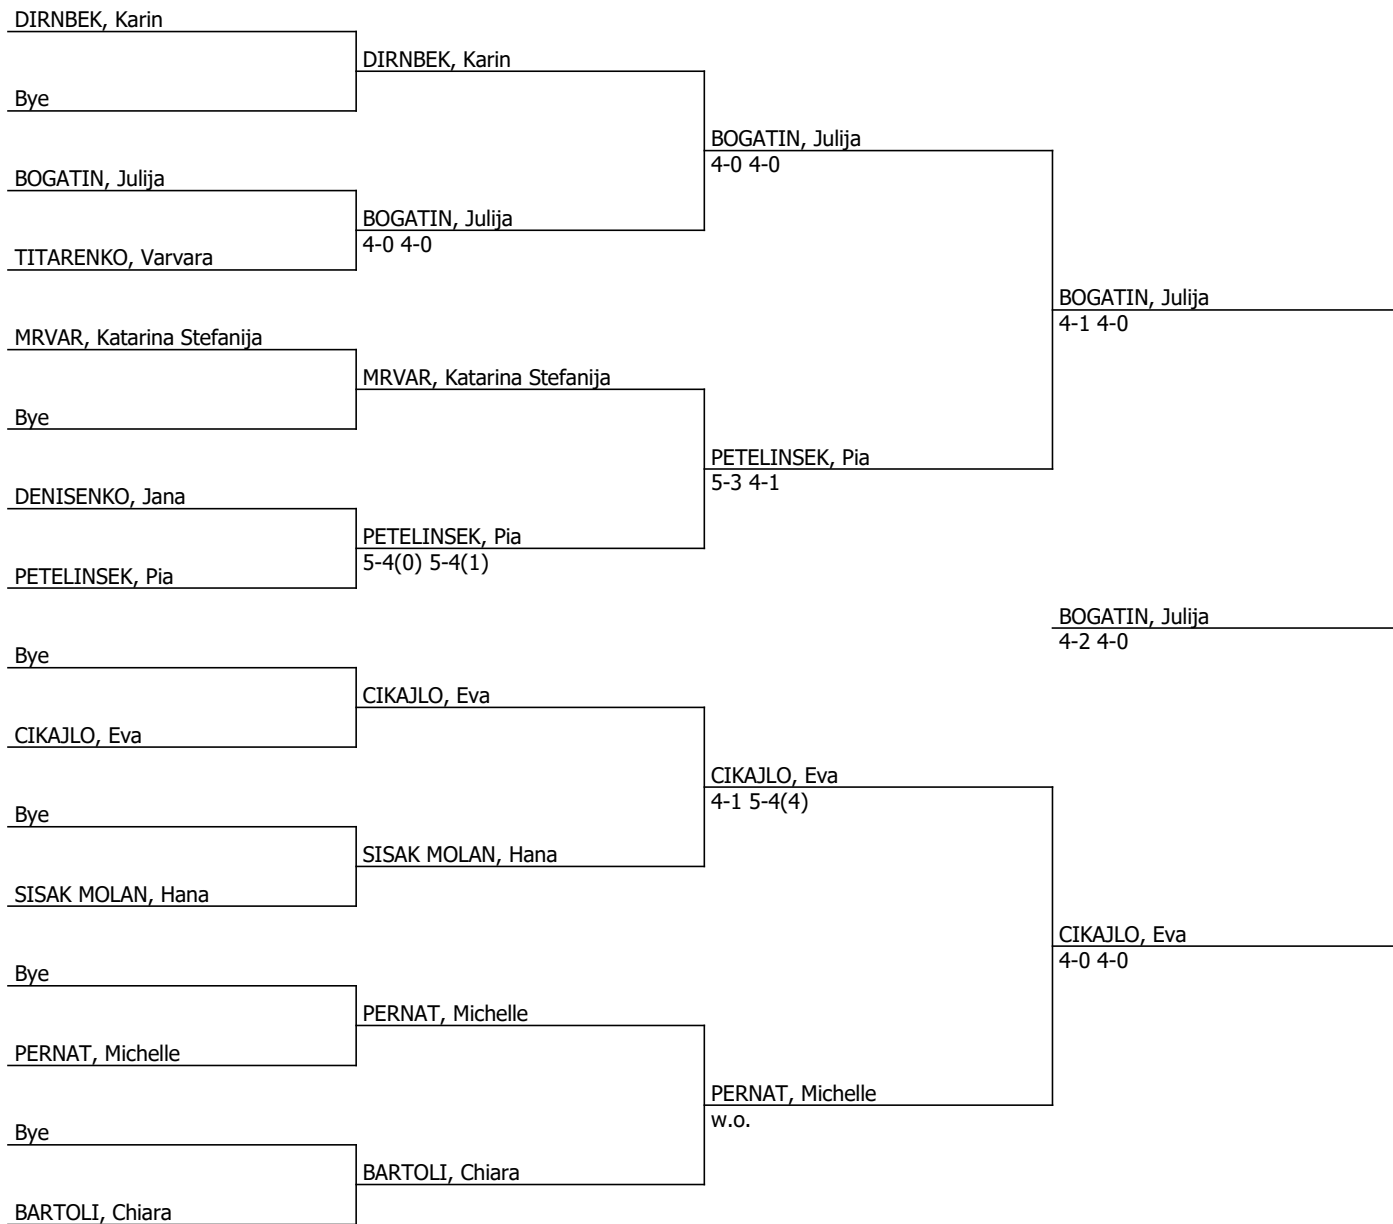 DIRNBEK, Karin
DIRNBEK, Karin
Bye
BOGATIN, Julija
4-0 4-0
BOGATIN, Julija
BOGATIN, Julija
4-0 4-0
TITARENKO, Varvara
BOGATIN, Julija
4-1 4-0
MRVAR, Katarina Stefanija
MRVAR, Katarina Stefanija
Bye
PETELINSEK, Pia
5-3 4-1
DENISENKO, Jana
PETELINSEK, Pia
5-4(0) 5-4(1)
PETELINSEK, Pia
BOGATIN, Julija
4-2 4-0
Bye
CIKAJLO, Eva
CIKAJLO, Eva
CIKAJLO, Eva
4-1 5-4(4)
Bye
SISAK MOLAN, Hana
SISAK MOLAN, Hana
CIKAJLO, Eva
4-0 4-0
Bye
PERNAT, Michelle
PERNAT, Michelle
PERNAT, Michelle
w.o.
Bye
BARTOLI, Chiara
BARTOLI, Chiara